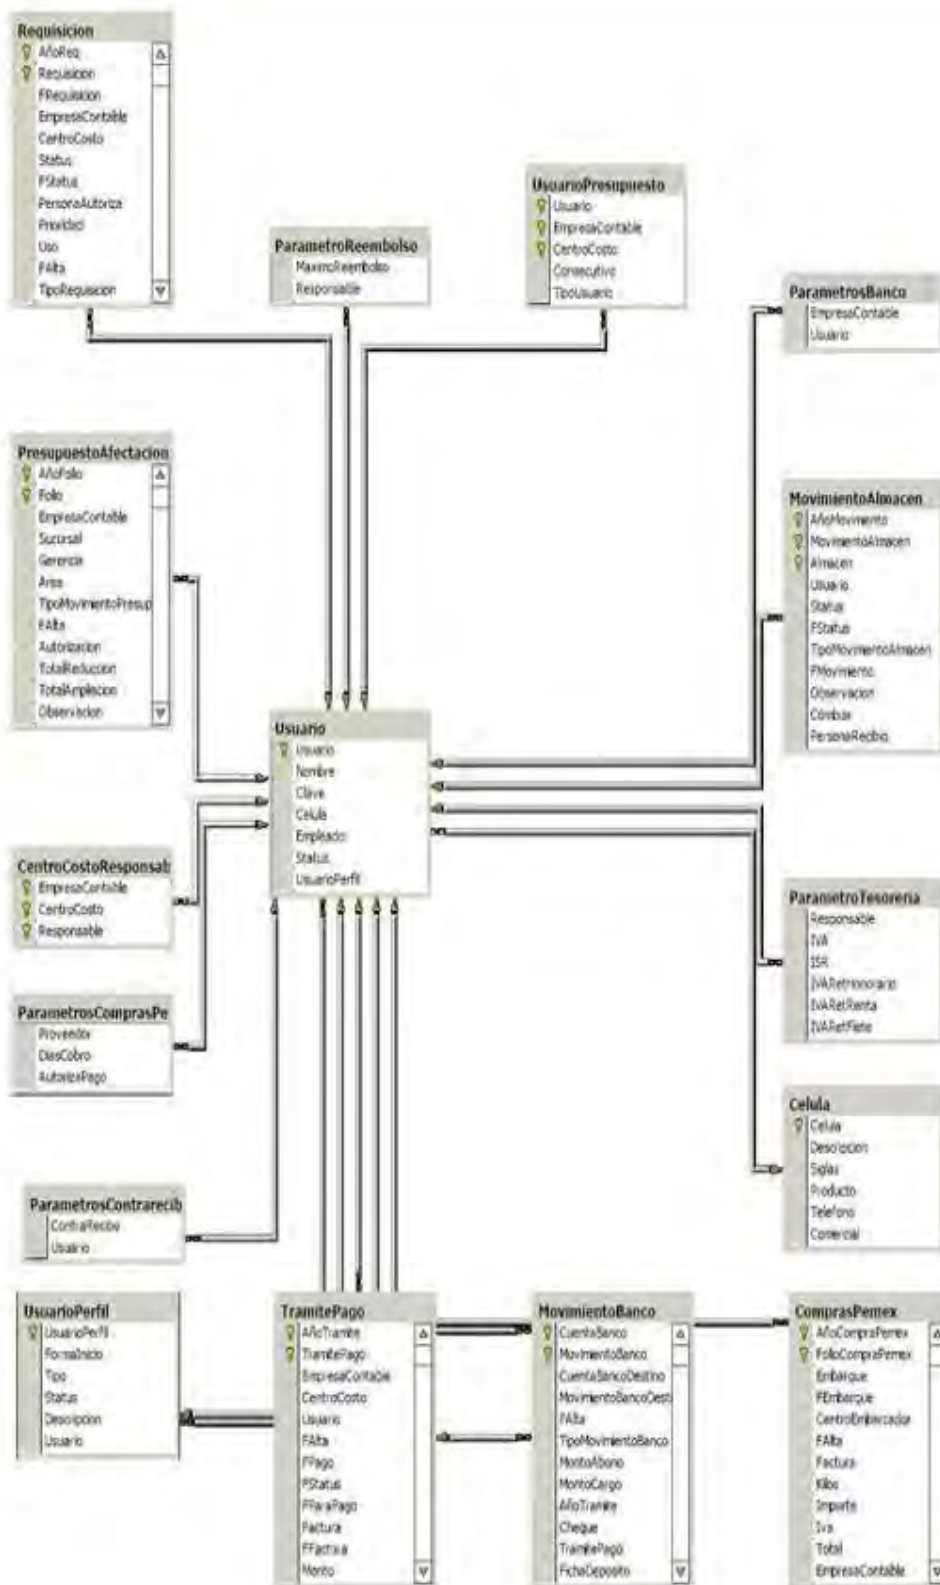 Requisicion
AñoReq
Requisicion
FRequisicion
EmpresaContable
CentroCosto
Status
FStatus
PersonaAutoriza
Prioridad
Uso
FAlta
TipoRequisicion
ParametroReembolso
MaximoReembolso
Responsable
UsuarioPresupuesto
Usuario
EmpresaContable
CentroCosto
Consecutivo
TipoUsuario
ParametrosBanco
EmpresaContable
Usuario
PresupuestoAfectacion
AñoFolio
Folio
EmpresaContable
Sucursal
Gerencia
Area
TipoMovimientoPresup
FAlta
Autorizacion
TotalReduccion
TotalAmpliacion
Observacion
MovimientoAlmacen
AñoMovimiento
MovimientoAlmacen
Almacen
Usuario
Status
FStatus
TipoMovimientoAlmacen
FMovimiento
Observacion
PersonaRecibio
Usuario
Usuario
Nombre
Clave
Celula
Empleado
Status
UsuarioPerfil
CentroCostoResponsab
EmpresaContable
CentroCosto
Responsable
ParametroTesoreria
Responsable
IVA
ISR
IVARetHonorario
IVARetRenta
IVARetFlete
ParametrosComprasPe
Proveedor
DiasCobro
AutorizaPago
Celula
Celula
Descripcion
Siglas
Producto
Telefono
Comercial
ParametrosContrarecib
ContraRecibo
Usuario
UsuarioPerfil
UsuarioPerfil
FormaInicio
Tipo
Status
Descripcion
Usuario
TramitePago
AñoTramite
TramitePago
EmpresaContable
CentroCosto
Usuario
FAlta
FPago
FStatus
FParaPago
Factura
FFactura
Monto
MovimientoBanco
CuentaBanco
MovimientoBanco
CuentaBancoDestino
MovimientoBancoDesti
FAlta
TipoMovimientoBanco
MontoAbono
MontoCargo
AñoTramite
Cheque
TramitePago
FichaDeposito
ComprasPemex
AñoCompraPemex
FolioCompraPemex
Embarque
FEmbarque
CentroEmbarcador
FAlta
Factura
Kilos
Importe
Iva
Total
EmpresaContable